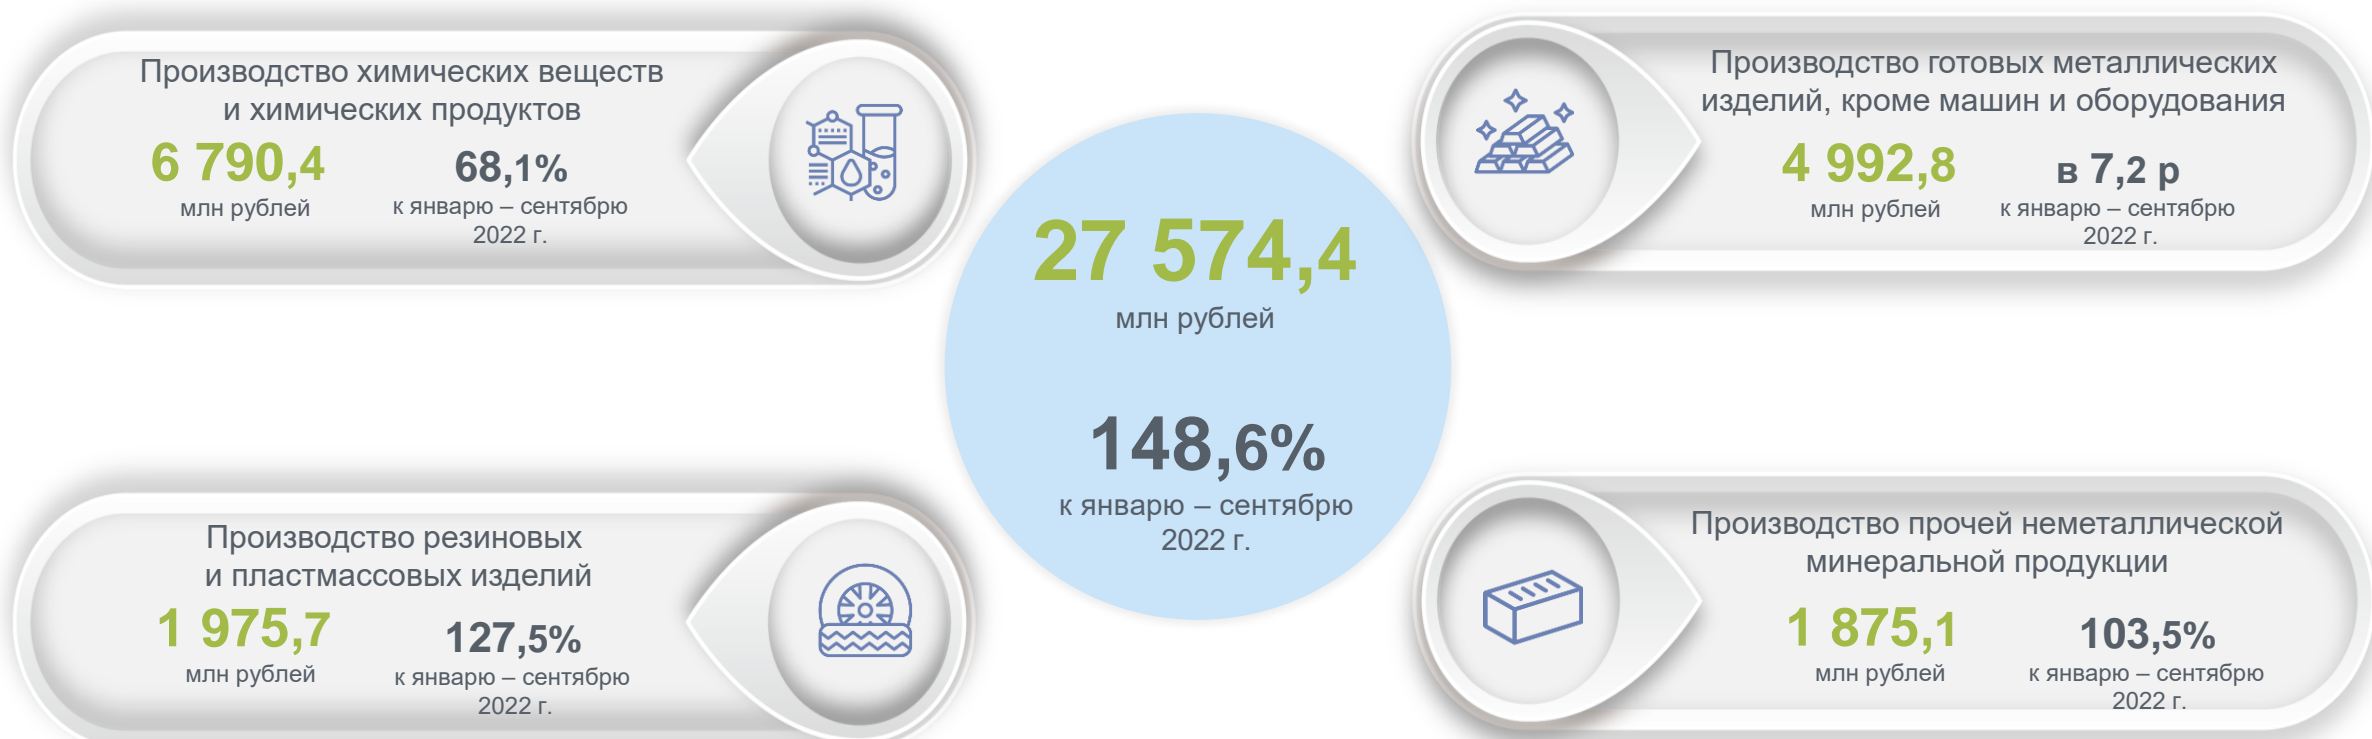 Производство химических веществ
и химических продуктов
6 790,4
млн рублей
68,1%
к январю – сентябрю
2022 г.
Производство готовых металлических
изделий, кроме машин и оборудования
4 992,8
млн рублей
в 7,2 р
к январю – сентябрю
2022 г.
27 574,4
млн рублей
148,6%
к январю – сентябрю
2022 г.
Производство резиновых
и пластмассовых изделий
1 975,7
млн рублей
127,5%
к январю – сентябрю
2022 г.
Производство прочей неметаллической
минеральной продукции
1 875,1
млн рублей
103,5%
к январю – сентябрю
2022 г.